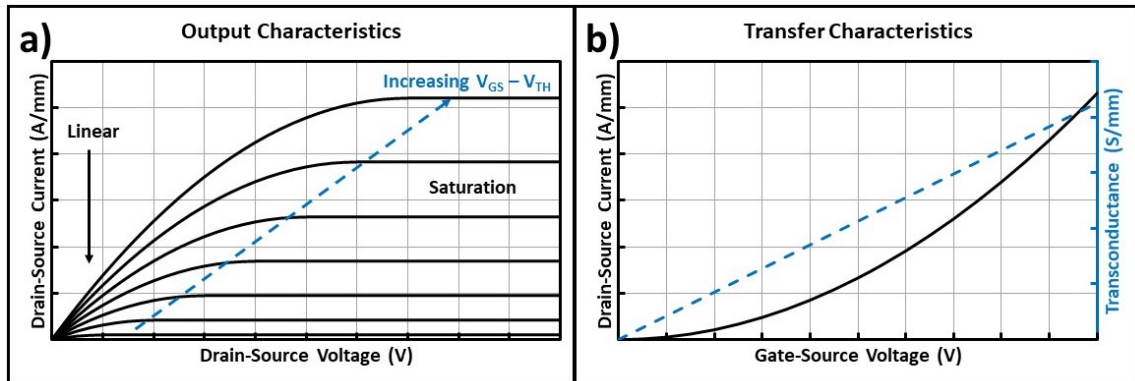 a)
Output Characteristics
Drain-Source Current (A/mm)
Increasing V_GS – V_TH
Linear
Saturation
Drain-Source Voltage (V)
b)
Transfer Characteristics
Drain-Source Current (A/mm)
Transconductance (S/mm)
Gate-Source Voltage (V)